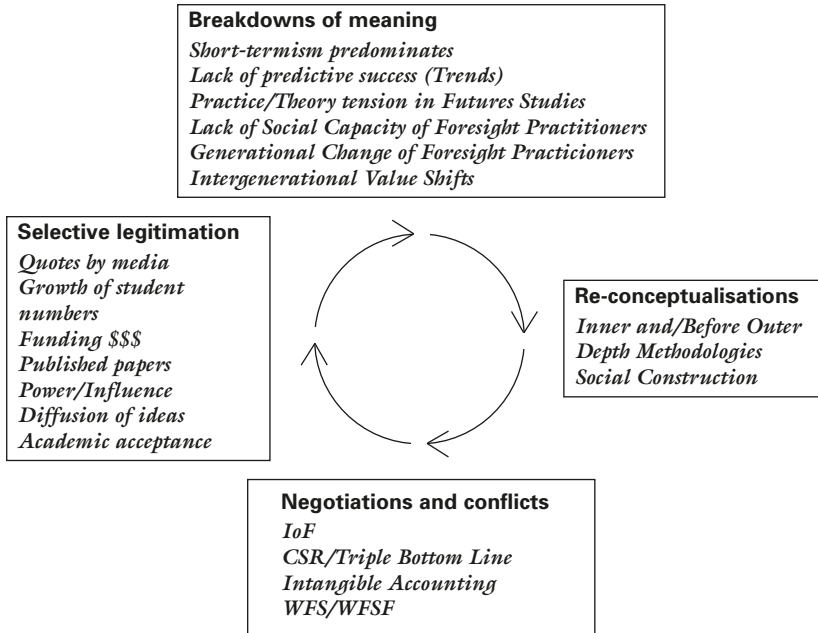 Breakdowns of meaning
Short-termism predominates
Lack of predictive success (Trends)
Practice/Theory tension in Futures Studies
Lack of Social Capacity of Foresight Practitioners
Generational Change of Foresight Practicioners
Intergenerational Value Shifts
Selective legitimation
Quotes by media
Growth of student
numbers
Funding $$$
Published papers
Power/Influence
Diffusion of ideas
Academic acceptance
Re-conceptualisations
Inner and/Before Outer
Depth Methodologies
Social Construction
Negotiations and conflicts
IoF
CSR/Triple Bottom Line
Intangible Accounting
WFS/WFSF